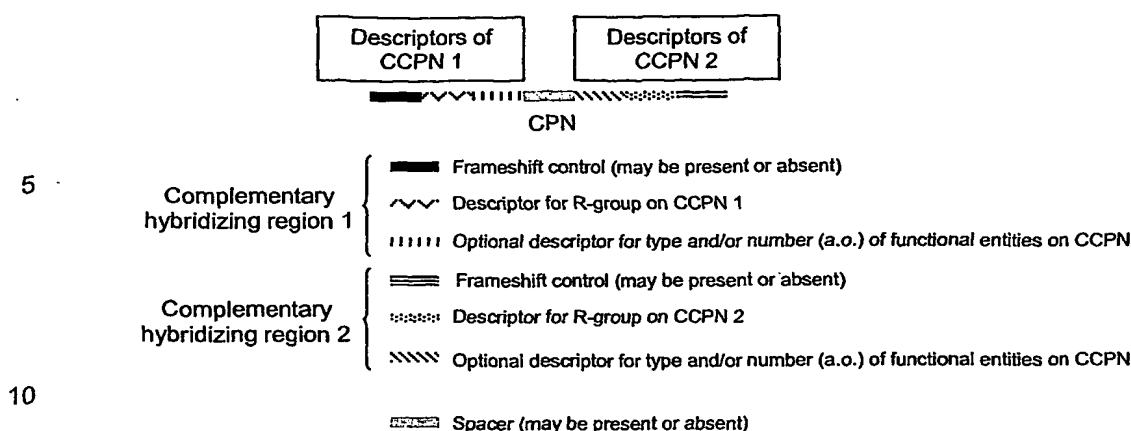 Descriptors of
CCPN 1
Descriptors of
CCPN 2
CPN
5
Complementary
hybridizing region 1
Frameshift control (may be present or absent)
Descriptor for R-group on CCPN 1
Optional descriptor for type and/or number (a.o.) of functional entities on CCPN
Complementary
hybridizing region 2
Frameshift control (may be present or absent)
Descriptor for R-group on CCPN 2
Optional descriptor for type and/or number (a.o.) of functional entities on CCPN
10
Spacer (may be present or absent)